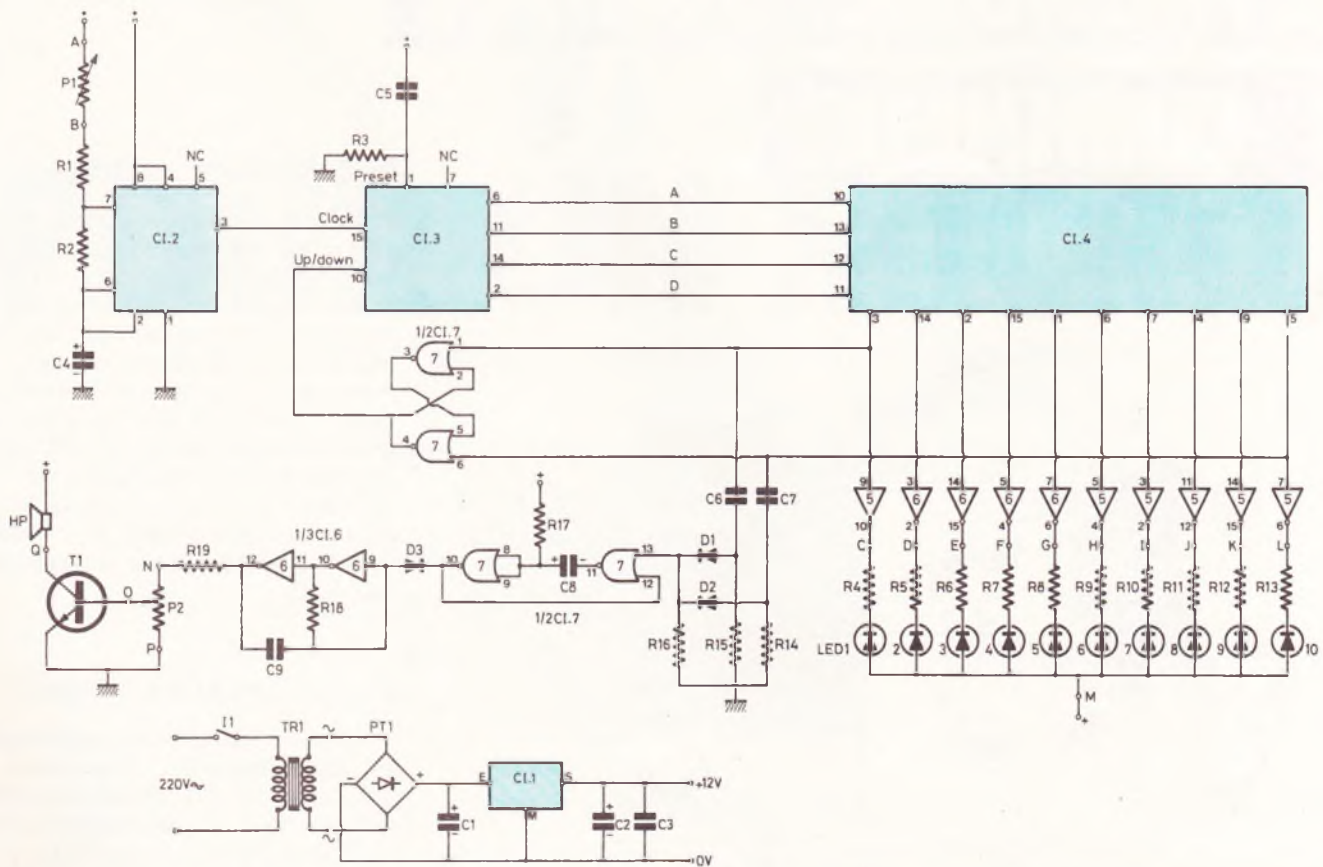 +
A
P1
B
R1
7
R2
6
C4
+
-
+
8
4
NC
5
CI.2
3
2
1
+
C5
R3
NC
Preset
1
7
Clock
15
Up/down
10
CI.3
6
11
14
2
A
B
C
D
10
13
12
11
CI.4
3
14
2
15
1
6
7
4
9
5
1/2CI.7
3
7
1
2
4
7
5
6
C6
C7
9
3
14
5
7
5
3
11
14
7
5
6
6
6
6
5
5
5
5
5
10
2
15
4
6
4
2
12
15
6
C
D
E
F
G
H
I
J
K
L
R4
R5
R6
R7
R8
R9
R10
R11
R12
R13
LED1
2
3
4
5
6
7
8
9
10
M
+
+
HP
Q
T1
O
N
P2
P
R19
1/3CI.6
12
6
11
10
6
9
R18
C9
D3
10
7
8
9
+
R17
+
-
C8
11
7
13
12
1/2CI.7
D1
D2
R16
R15
R14
220V~
I1
TR1
~
~
PT1
-
+
C1
+
-
E
CI.1
S
M
C2
+
-
C3
+12V
0V